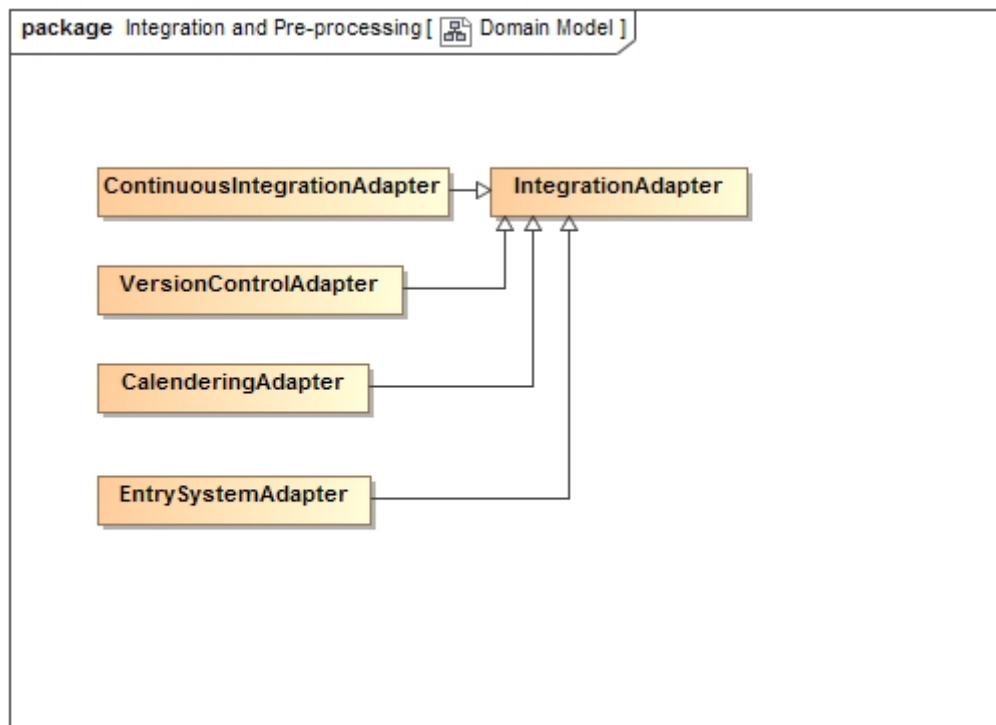 package Integration and Pre-processing [ Domain Model ]
ContinuousIntegrationAdapter
IntegrationAdapter
VersionControlAdapter
CalenderingAdapter
EntrySystemAdapter